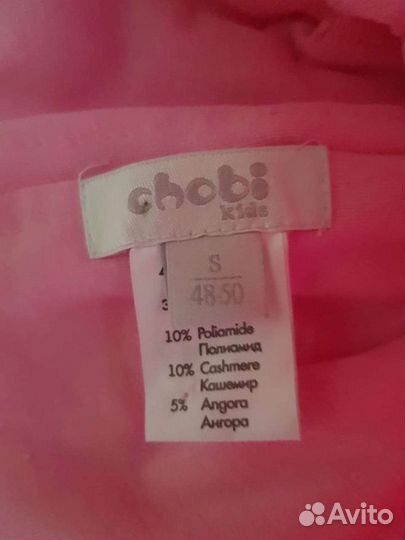 chobi
kids
S
48-50
10% Poliamide
Полиамид
10% Cashmere
Кашемир
5% Angora
Ангора
Avito